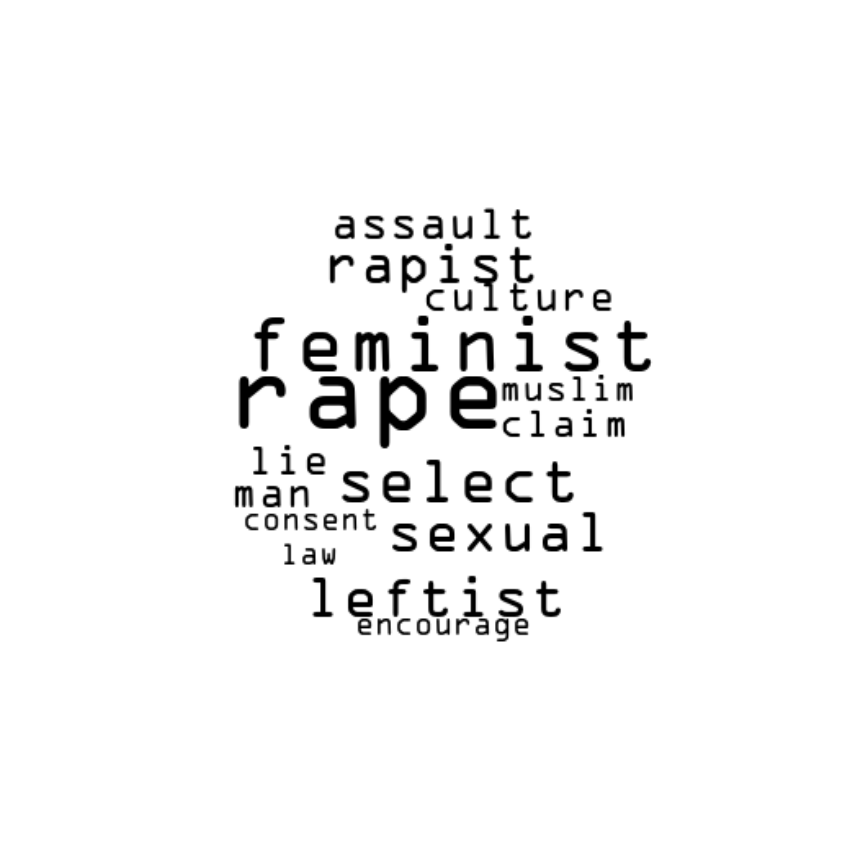 assault
rapist
culture
feminist
rape
muslim
claim
lie
select
man
consent
sexual
law
leftist
encourage